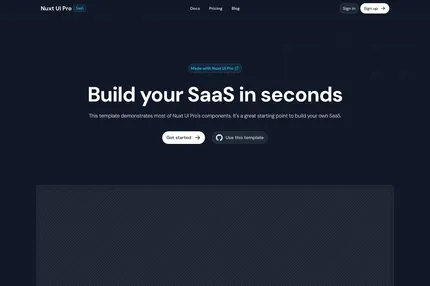 Nuxt UI Pro SaaS
Docs Pricing Blog
Sign in Sign up
Made with Nuxt UI Pro
Build your SaaS in seconds
This template demonstrates most of Nuxt UI Pro's components. It's a great starting point to build your own SaaS.
Get started Use this template